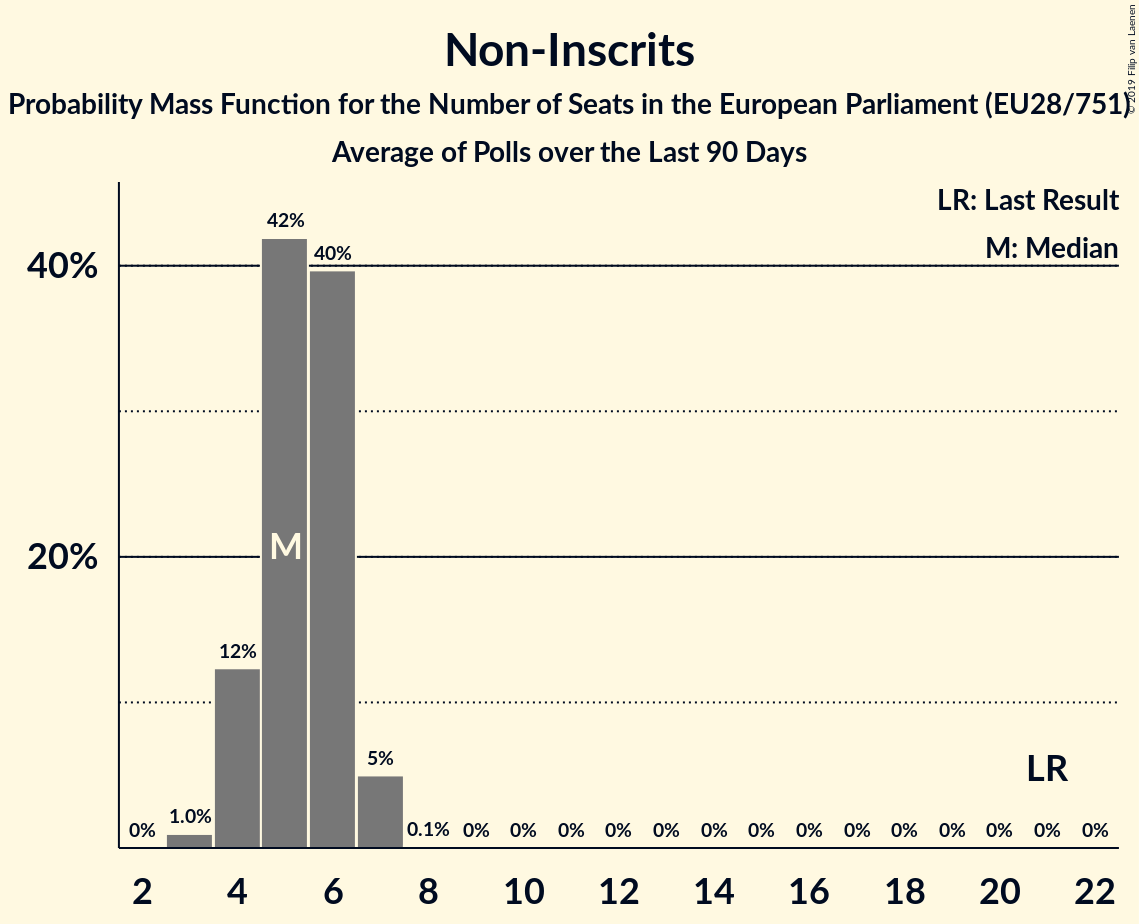 Non-Inscrits
Probability Mass Function for the Number of Seats in the European Parliament (EU28/751)
Average of Polls over the Last 90 Days
© 2019 Filip van Laenen
LR: Last Result
M: Median
40%
20%
0%
1.0%
12%
42%
40%
5%
0.1%
0%
0%
0%
0%
0%
0%
0%
0%
0%
0%
0%
0%
0%
0%
M
LR
2 4 6 8 10 12 14 16 18 20 22